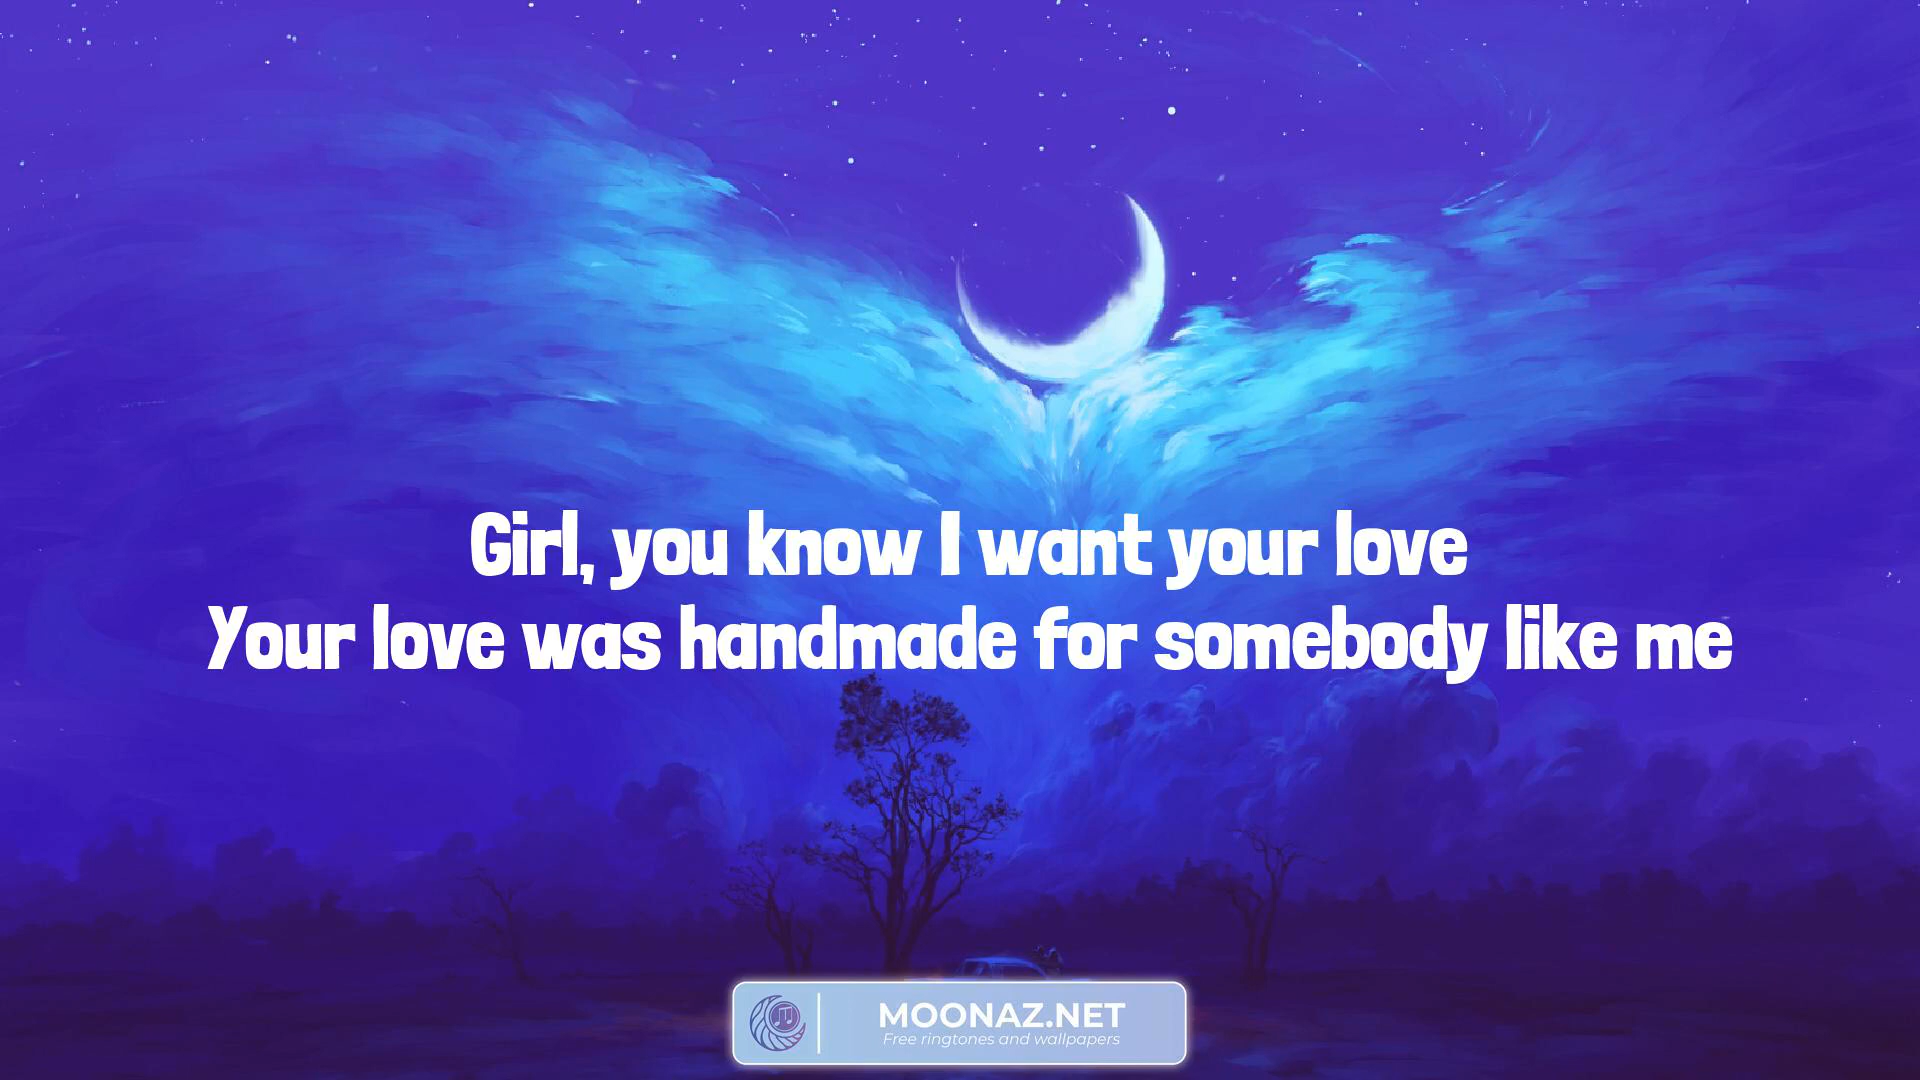 Girl, you know I want your love
Your love was handmade for somebody like me
MOONAZ.NET
Free ringtones and wallpapers